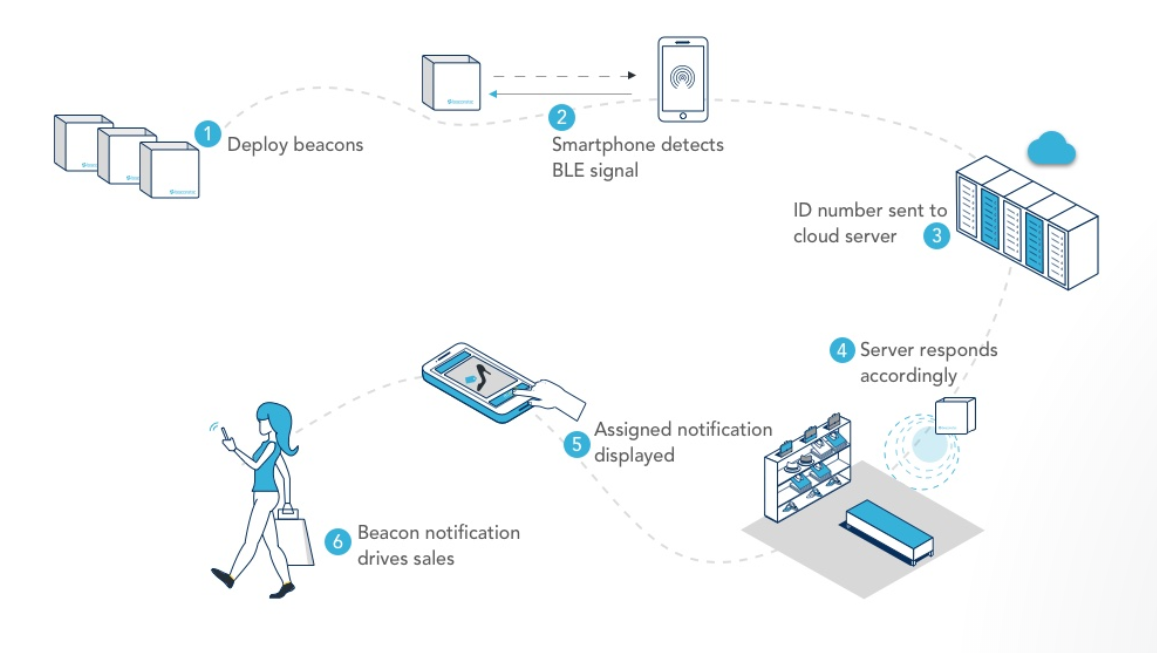 1
Deploy beacons
2
Smartphone detects
BLE signal
ID number sent to
cloud server 3
4 Server responds
accordingly
5 Assigned notification
displayed
6 Beacon notification
drives sales